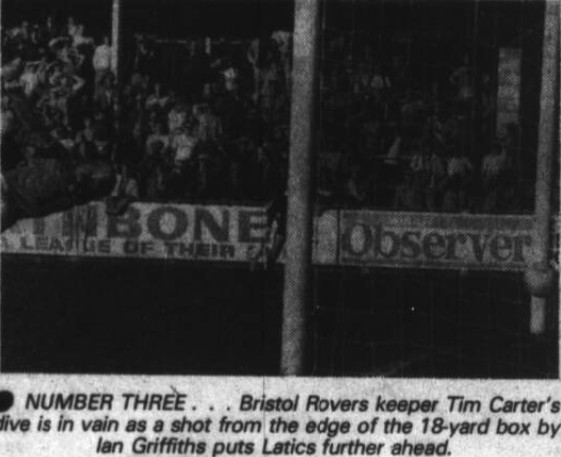 THBONE
A LEAGUE OF THEIR
Observer
NUMBER THREE . . . Bristol Rovers keeper Tim Carter's
dive is in vain as a shot from the edge of the 18-yard box by
Ian Griffiths puts Latics further ahead.